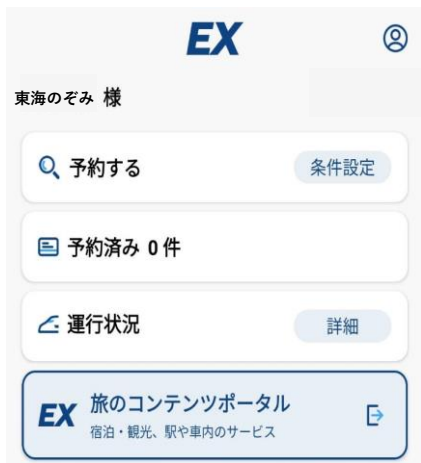 EX
東海のぞみ 様
予約する 条件設定
予約済み 0 件
運行状況 詳細
EX 旅のコンテンツポータル
宿泊・観光、駅や車内のサービス